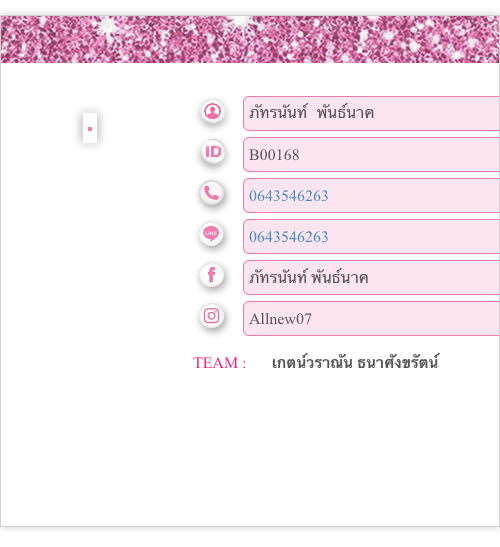 ภัทรนันท์ พันธ์นาค
ID B00168
0643546263
LINE 0643546263
ภัทรนันท์ พันธ์นาค
Allnew07
TEAM : เกตน์วราณัน ธนาศังขรัตน์